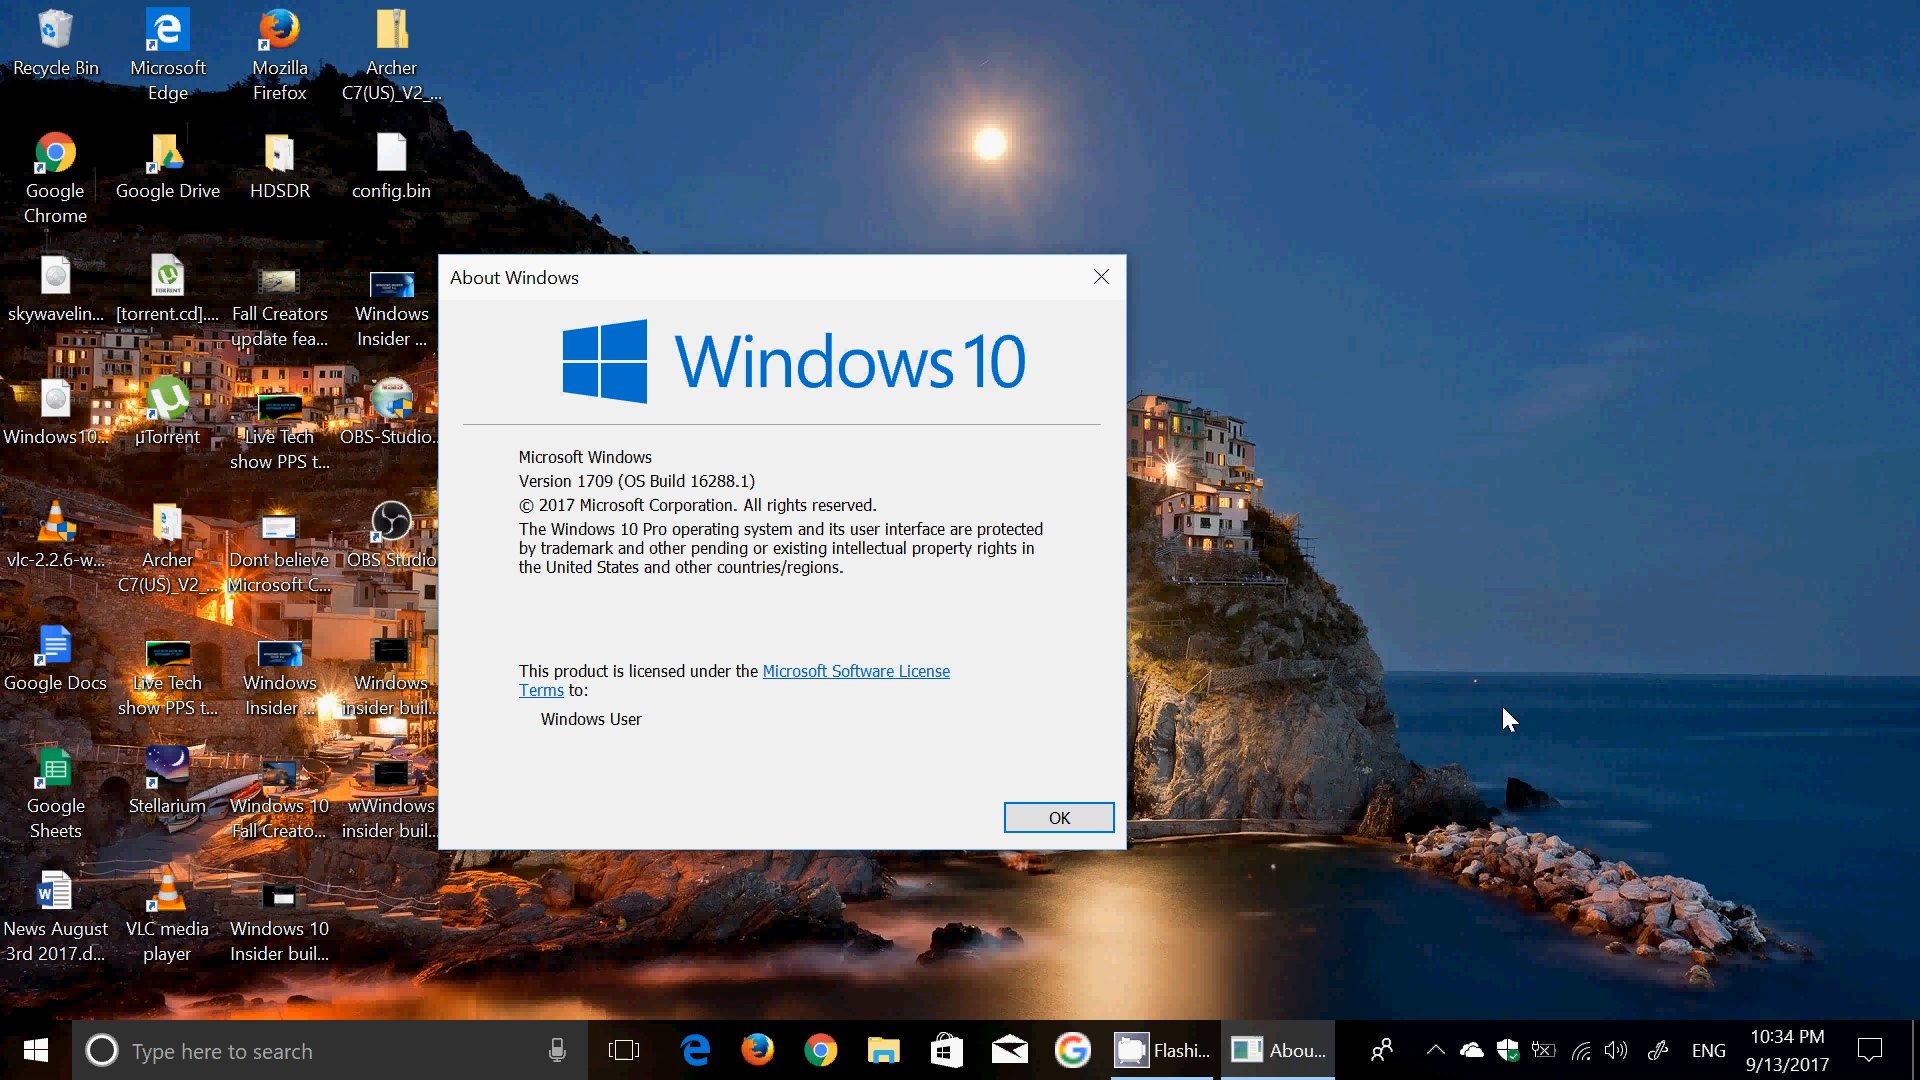 Recycle Bin
Microsoft
Edge
Mozilla
Firefox
Archer
C7(US)_V2_...
Google
Chrome
Google Drive
HDSDR
config.bin
skywavelin...
[torrent.cd]....
TORRENT
Fall Creators
update fea...
Windows
Insider ...
Windows10...
µTorrent
Live Tech
show PPS t...
OBS-Studio...
vlc-2.2.6-w...
Archer
C7(US)_V2_...
Dont believe
Microsoft C...
OBS Studio
Google Docs
Live Tech
show PPS t...
Windows
Insider ...
Windows
insider buil...
Google
Sheets
Stellarium
Windows 10
Fall Creato...
wWindows
insider buil...
News August
3rd 2017.d...
VLC media
player
Windows 10
Insider buil...
About Windows
Windows 10
Microsoft Windows
Version 1709 (OS Build 16288.1)
© 2017 Microsoft Corporation. All rights reserved.
The Windows 10 Pro operating system and its user interface are protected
by trademark and other pending or existing intellectual property rights in
the United States and other countries/regions.
This product is licensed under the Microsoft Software License
Terms to:
Windows User
OK
Type here to search
Flashi...
Abou...
ENG
10:34 PM
9/13/2017